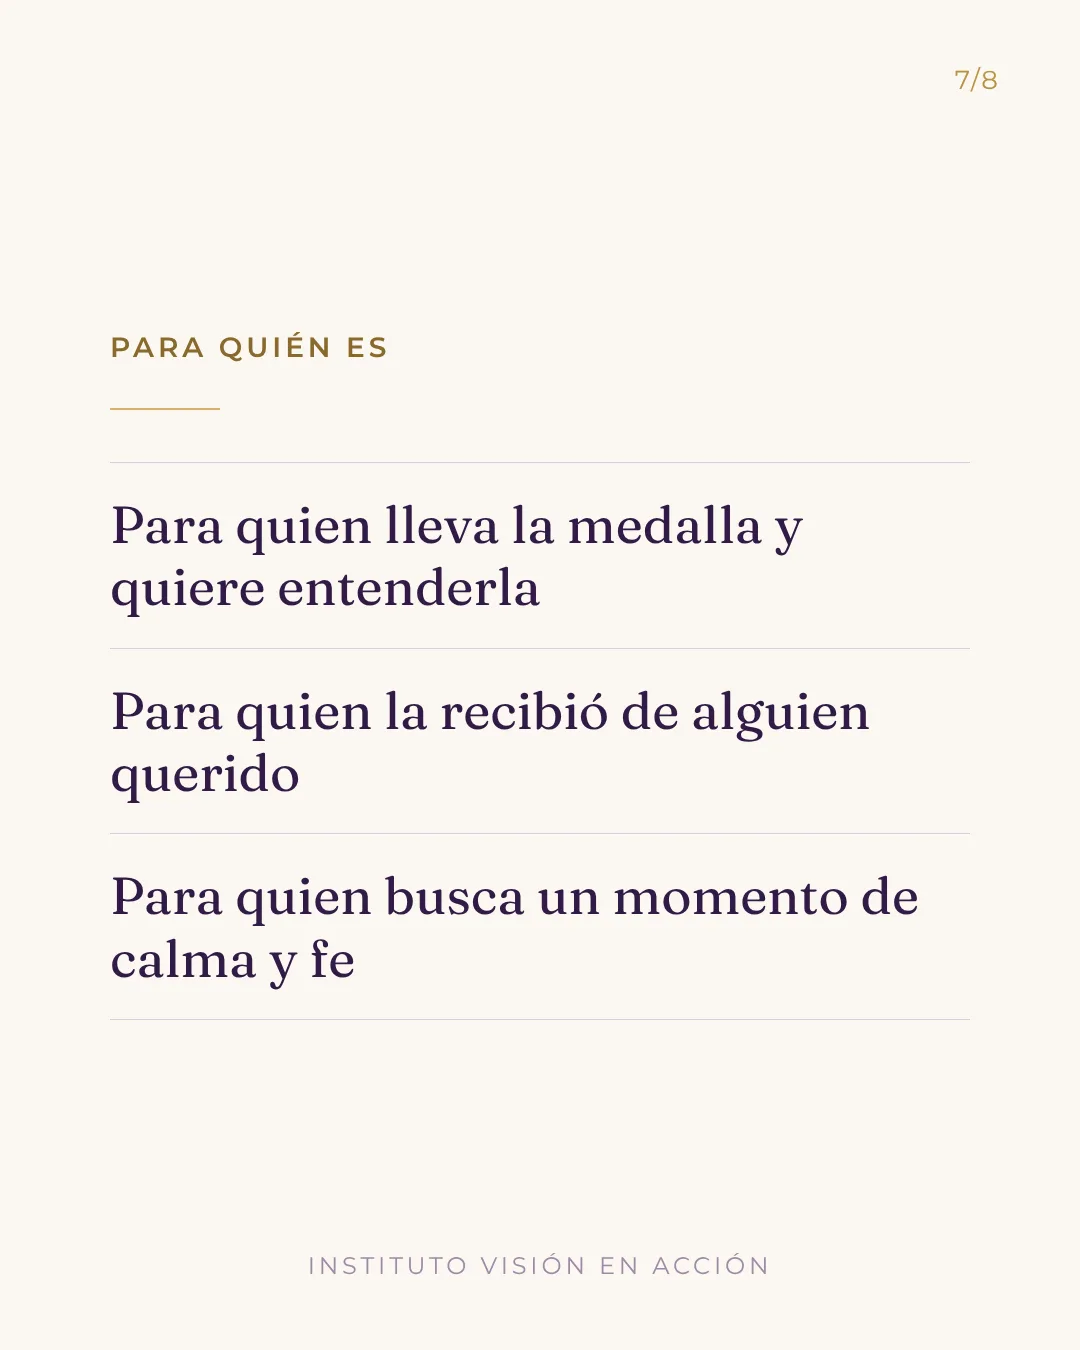 7/8
PARA QUIÉN ES
Para quien lleva la medalla y
quiere entenderla
Para quien la recibió de alguien
querido
Para quien busca un momento de
calma y fe
INSTITUTO VISIÓN EN ACCIÓN